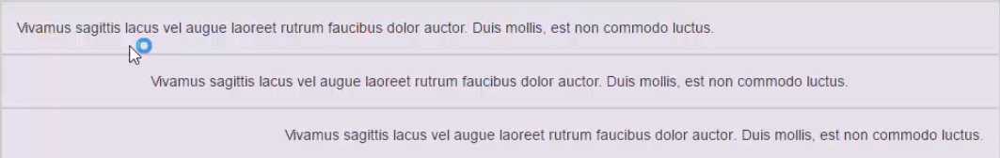 Vivamus sagittis lacus vel augue laoreet rutrum faucibus dolor auctor. Duis mollis, est non commodo luctus.
Vivamus sagittis lacus vel augue laoreet rutrum faucibus dolor auctor. Duis mollis, est non commodo luctus.
Vivamus sagittis lacus vel augue laoreet rutrum faucibus dolor auctor. Duis mollis, est non commodo luctus.